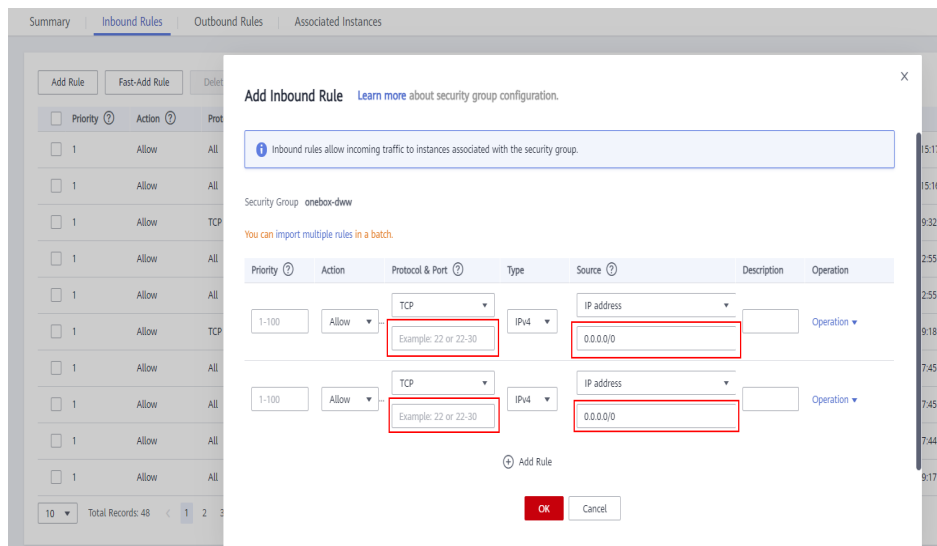 Summary Inbound Rules Outbound Rules Associated Instances
Add Rule Fast-Add Rule
Add Inbound Rule Learn more about security group configuration.
Priority Action
Inbound rules allow incoming traffic to instances associated with the security group.
1 Allow All
1 Allow All
Security Group onebox-dww
1 Allow TCP
You can import multiple rules in a batch.
1 Allow All
Priority Action Protocol & Port Type Source Description Operation
1 Allow All
TCP IP address
1-100 Allow IPv4 Operation
Example: 22 or 22-30 0.0.0.0/0
1 Allow TCP
1 Allow All
TCP IP address
1-100 Allow IPv4 Operation
Example: 22 or 22-30 0.0.0.0/0
1 Allow All
1 Allow All
Add Rule
1 Allow All
OK Cancel
10 Total Records: 48 < 1 2